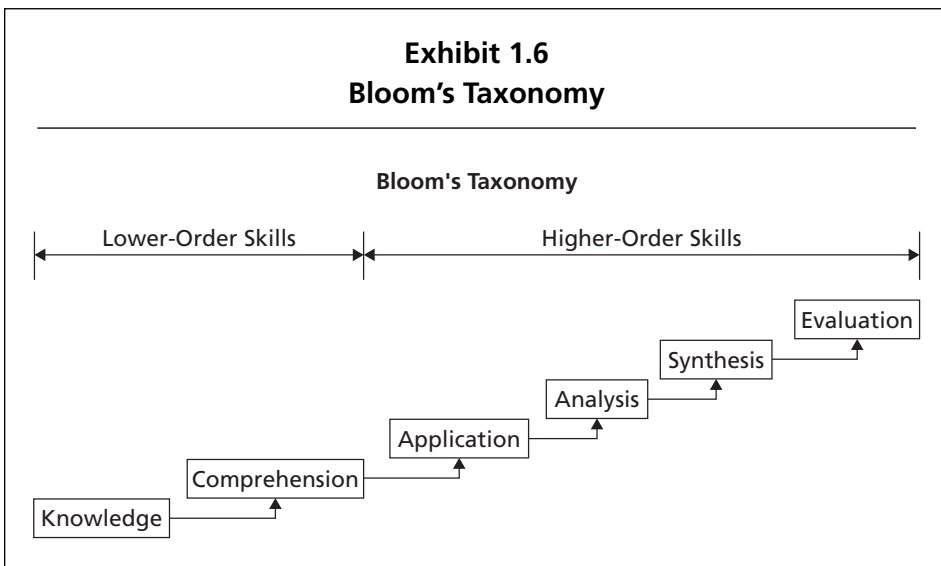 Exhibit 1.6
Bloom’s Taxonomy
Bloom's Taxonomy
Lower-Order Skills
Higher-Order Skills
Evaluation
Synthesis
Analysis
Application
Comprehension
Knowledge